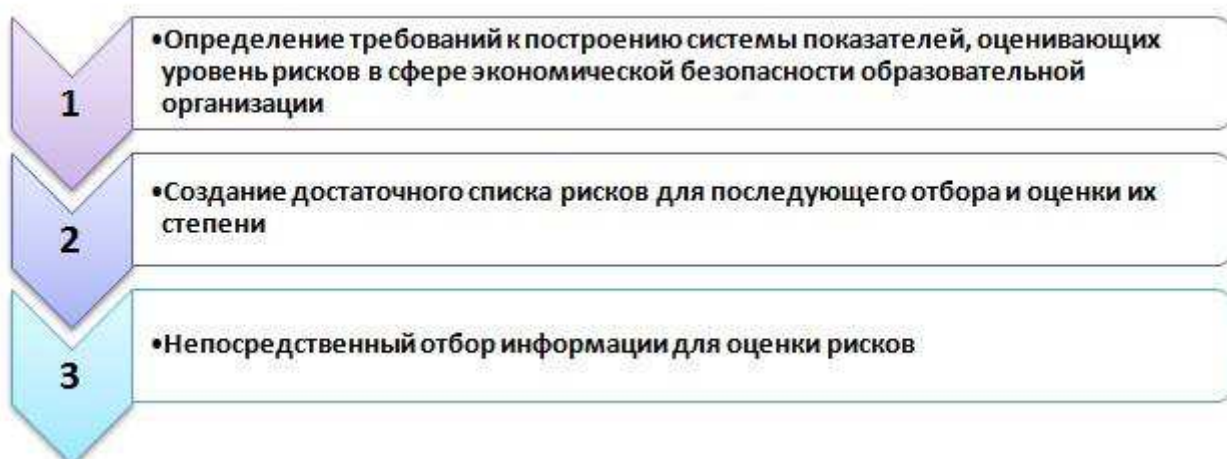 1
•Определение требований к построению системы показателей, оценивающих
уровень рисков в сфере экономической безопасности образовательной
организации
2
•Создание достаточного списка рисков для последующего отбора и оценки их
степени
3
•Непосредственный отбор информации для оценки рисков